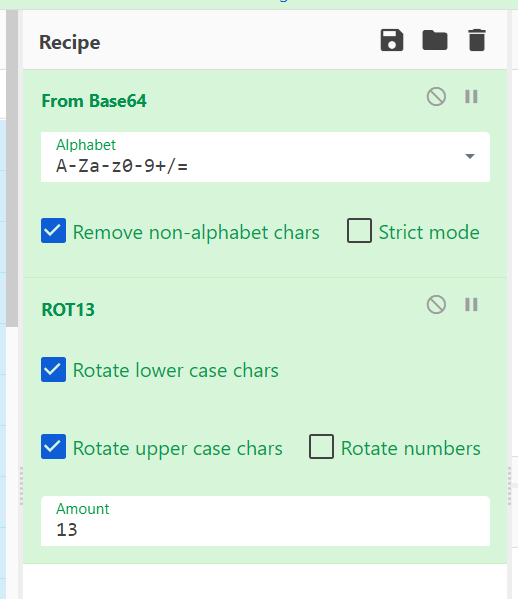 Recipe
From Base64
Alphabet
A-Za-z0-9+/=
Remove non-alphabet chars Strict mode
ROT13
Rotate lower case chars
Rotate upper case chars Rotate numbers
Amount
13